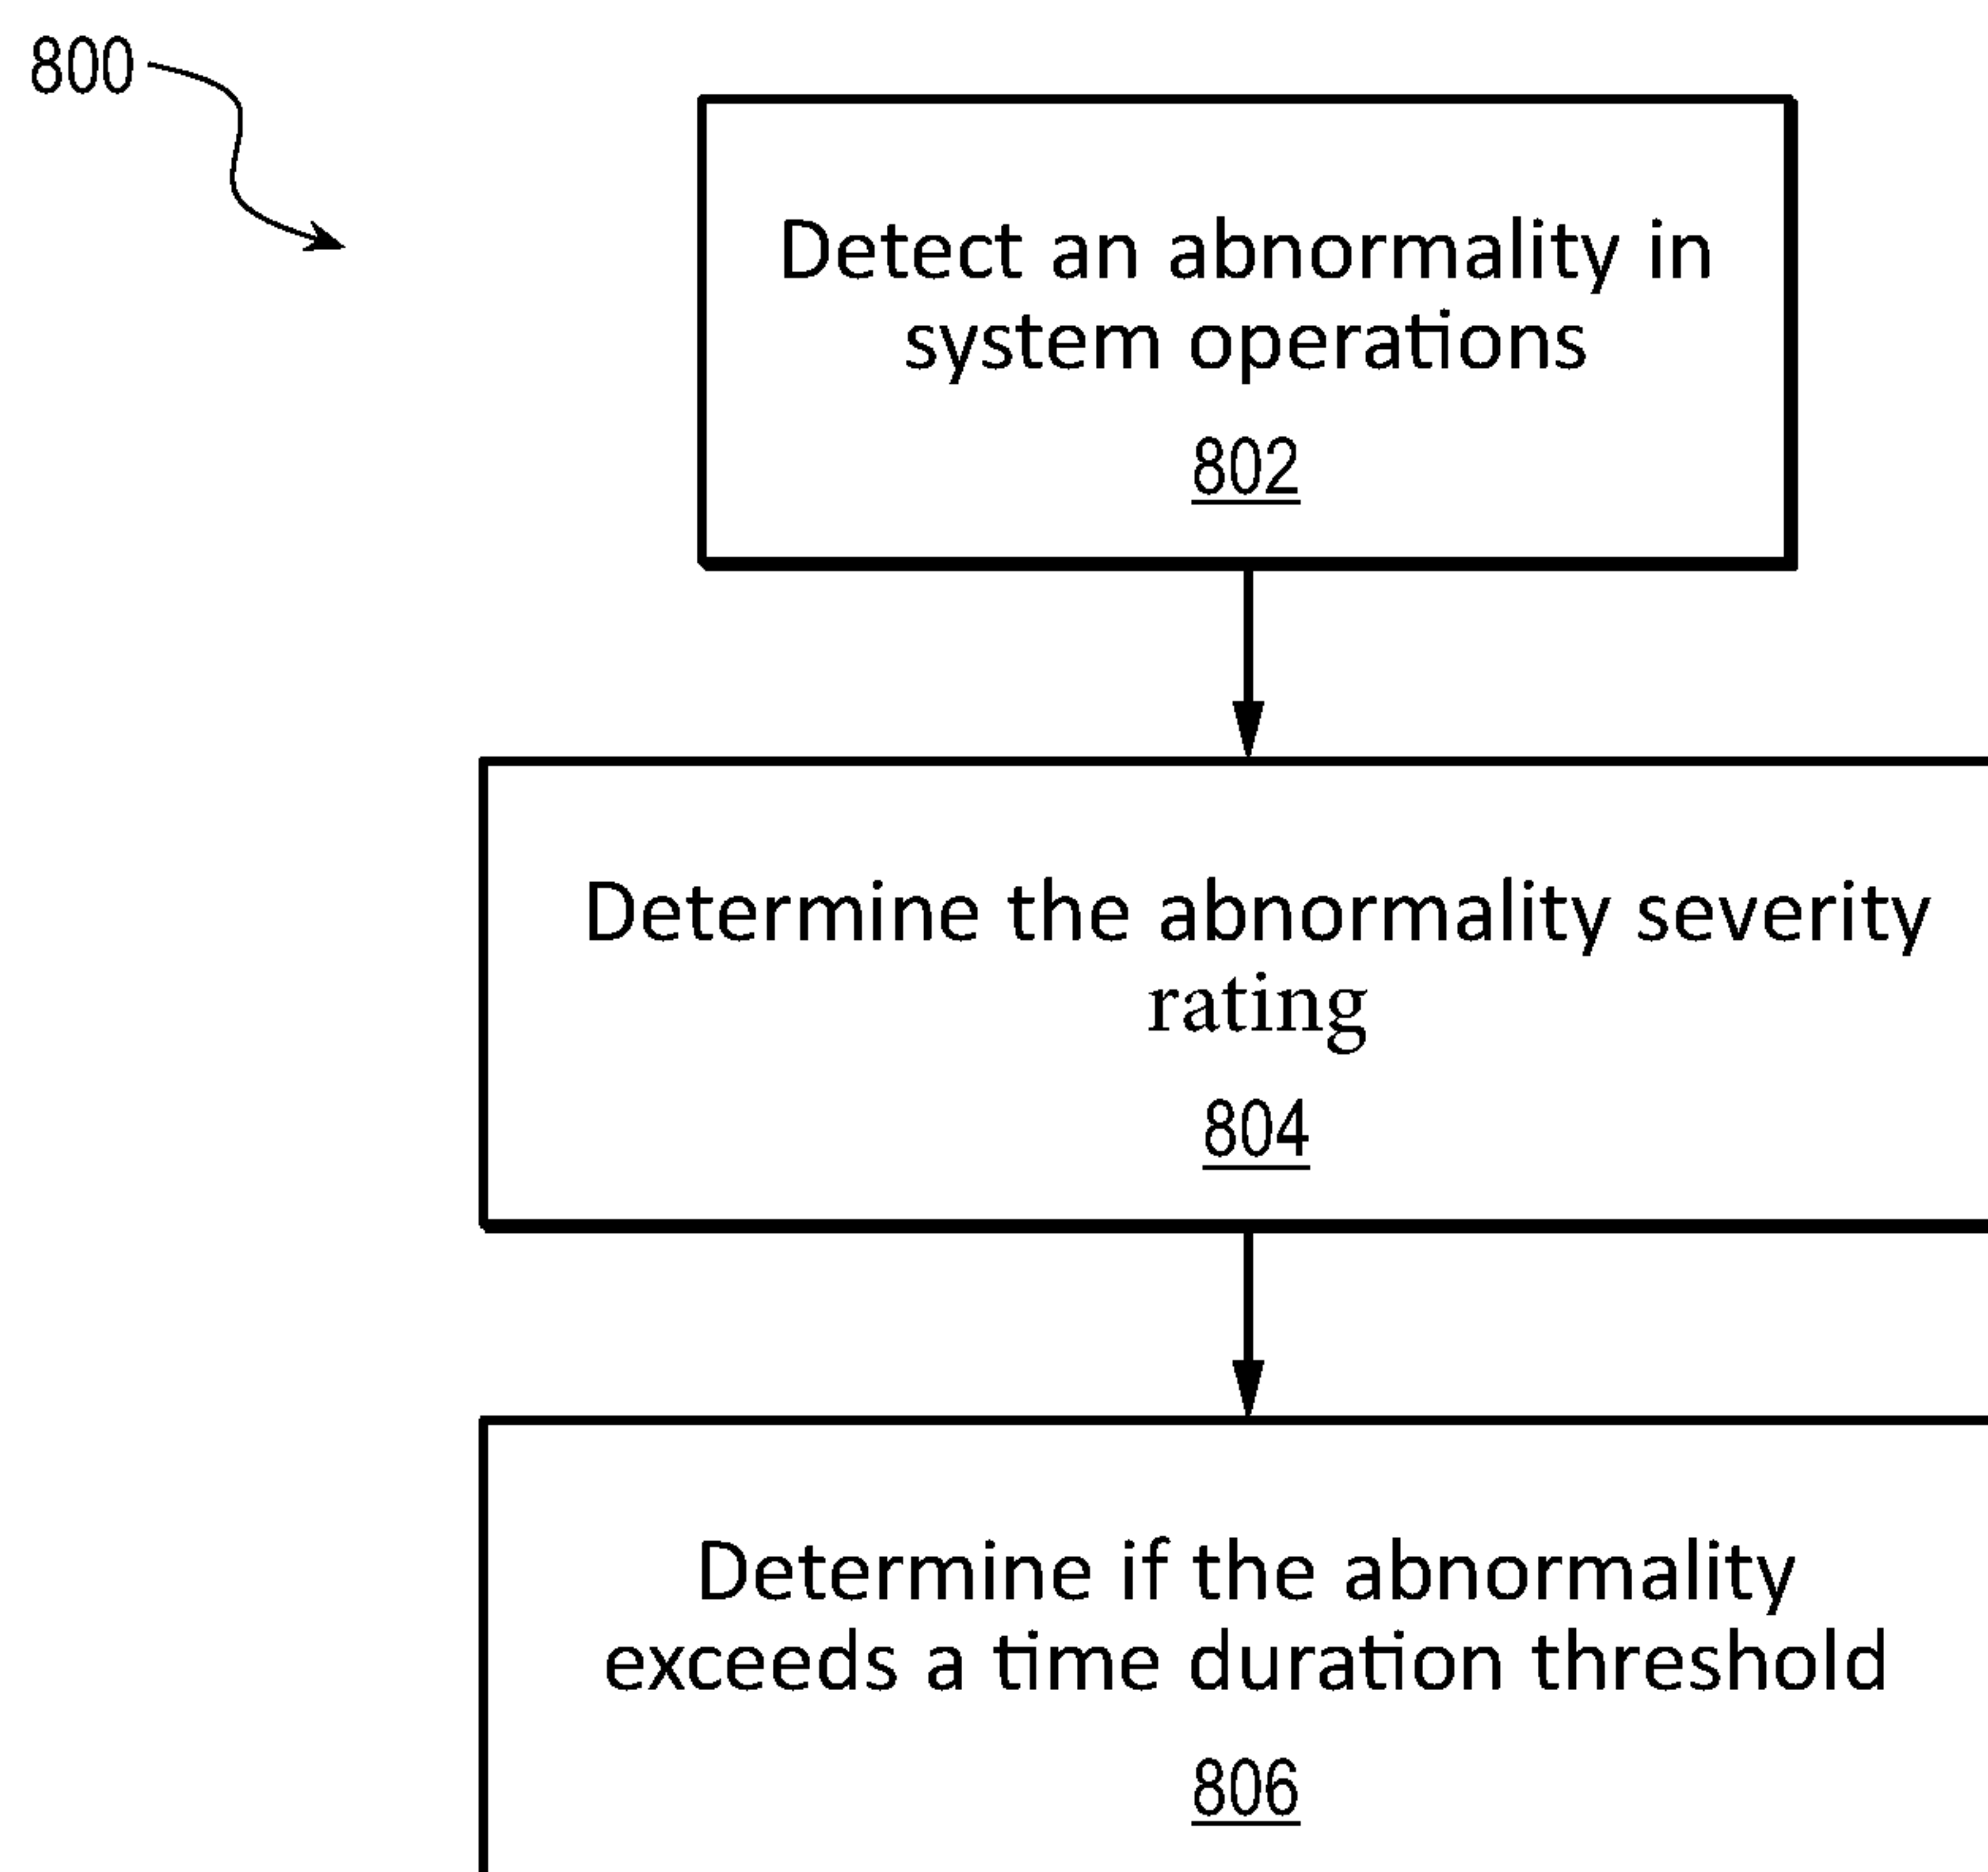 800
Detect an abnormality in
system operations
802
Determine the abnormality severity
rating
804
Determine if the abnormality
exceeds a time duration threshold
806